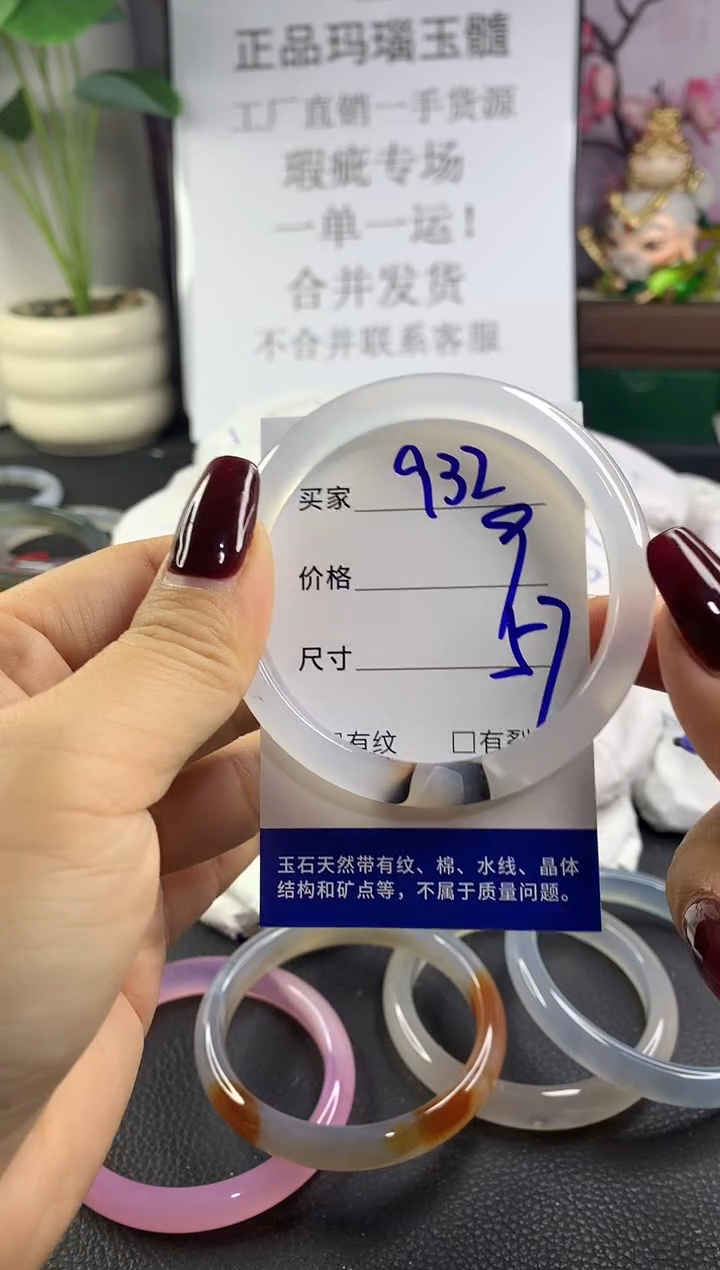 正品玛瑙玉髓
工厂直销一手货源
瑕疵专场
一单一运！
合并发货
不合并联系客服
买家 932
价格 9
尺寸 57
有纹 □有裂
玉石天然带有纹、棉、水线、晶体
结构和矿点等，不属于质量问题。